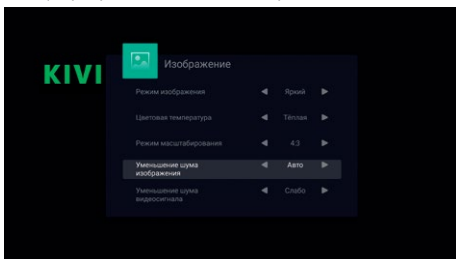 KIVI
Изображение
Режим изображения Яркий
Цветовая температура Тёплая
Режим масштабирования 4:3
Уменьшение шума Авто
изображения
Уменьшение шума Слабо
видеосигнала